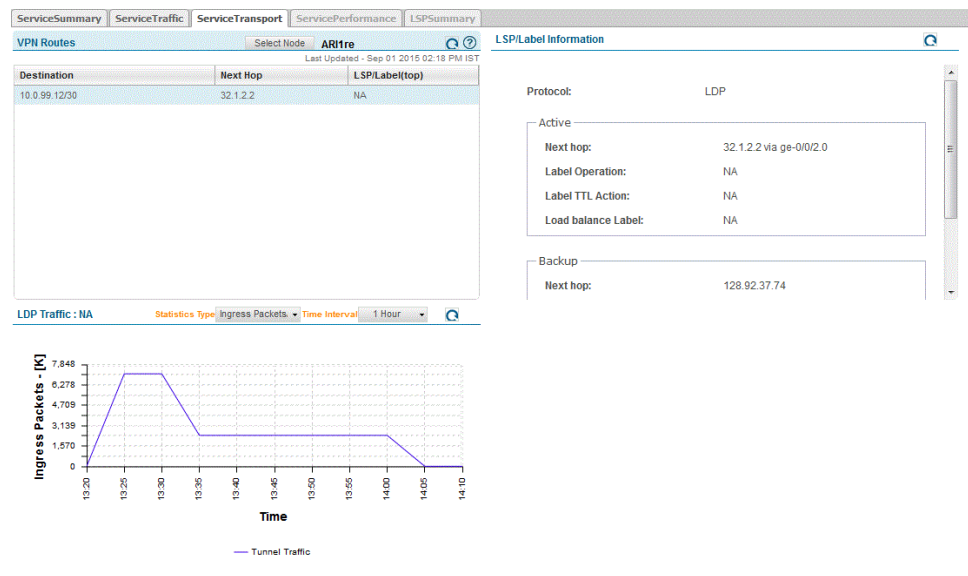 ServiceSummary ServiceTraffic ServiceTransport ServicePerformance LSPSummary
VPN Routes Select Node ARI1re
Last Updated - Sep 01 2015 02:18 PM IST
Destination Next Hop LSP/Label(top)
10.0.99.12/30 32.1.2.2 NA
LSP/Label Information
Protocol: LDP
Active
Next hop: 32.1.2.2 via ge-0/0/2.0
Label Operation: NA
Label TTL Action: NA
Load balance Label: NA
Backup
Next hop: 128.92.37.74
LDP Traffic : NA Statistics Type Ingress Packets. Time Interval 1 Hour
Ingress Packets - [K]
7,848
6,278
4,709
3,139
1,570
0
13:20 13:25 13:30 13:35 13:40 13:45 13:50 13:55 14:00 14:05 14:10
Time
Tunnel Traffic